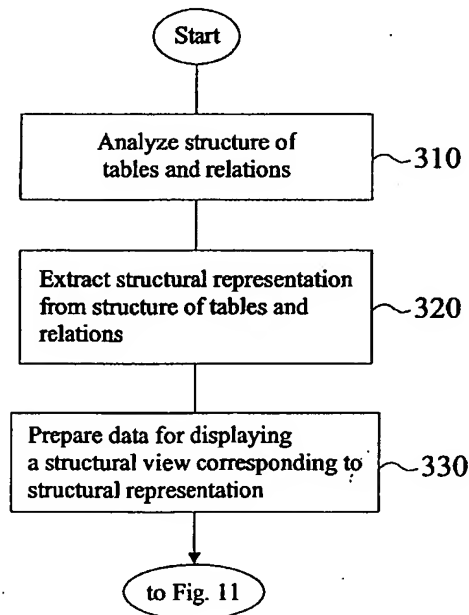 Start
Analyze structure of
tables and relations
310
Extract structural representation
from structure of tables and
relations
320
Prepare data for displaying
a structural view corresponding to
structural representation
330
to Fig. 11